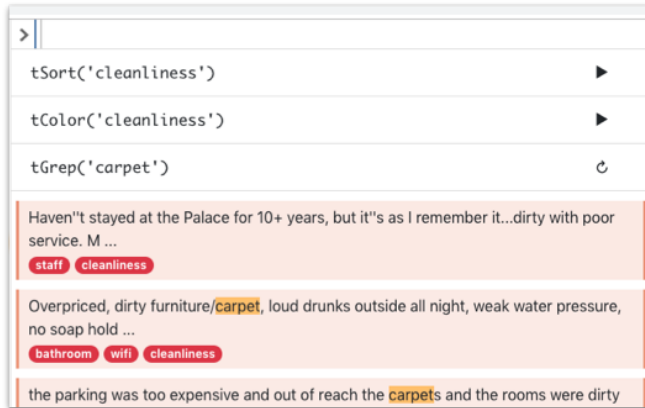 >
tSort('cleanliness')
tColor('cleanliness')
tGrep('carpet')
Haven''t stayed at the Palace for 10+ years, but it''s as I remember it...dirty with poor
service. M ...
staff cleanliness
Overpriced, dirty furniture/carpet, loud drunks outside all night, weak water pressure,
no soap hold ...
bathroom wifi cleanliness
the parking was too expensive and out of reach the carpets and the rooms were dirty